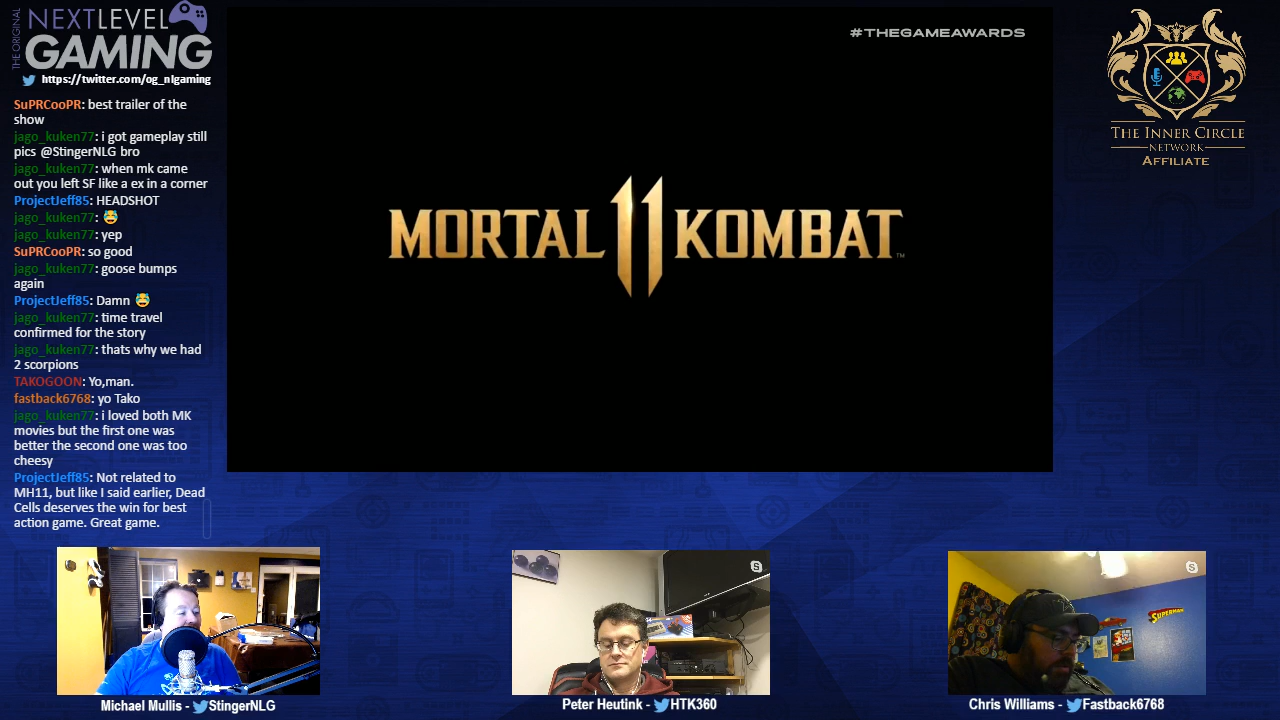 THE ORIGINAL
NEXTLEVEL
GAMING
https://twitter.com/og_nlgaming
SuPRCooPR: best trailer of the
show
jago_kuken77: i got gameplay still
pics @StingerNLG bro
jago_kuken77: when mk came
out you left SF like a ex in a corner
ProjectJeff85: HEADSHOT
jago_kuken77: 😂
jago_kuken77: yep
SuPRCooPR: so good
jago_kuken77: goose bumps
again
ProjectJeff85: Damn 😂
jago_kuken77: time travel
confirmed for the story
jago_kuken77: thats why we had
2 scorpions
TAKOGOON: Yo,man.
fastback6768: yo Tako
jago_kuken77: i loved both MK
movies but the first one was
better the second one was too
cheesy
ProjectJeff85: Not related to
MH11, but like I said earlier, Dead
Cells deserves the win for best
action game. Great game.
#THEGAMEAWARDS
MORTAL 11 KOMBAT™
THE INNER CIRCLE
NETWORK
AFFILIATE
SUPERMAN
Michael Mullis - StingerNLG
Peter Heutink - HTK360
Chris Williams - Fastback6768